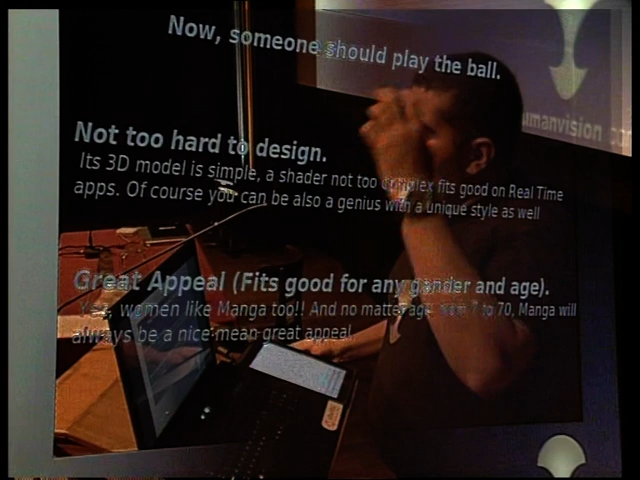 Now, someone should play the ball.
umanvision
Not too hard to design.
Its 3D model is simple, a shader not too complex fits good on Real Time
apps. Of course you can be also a genius with a unique style as well
Great Appeal (Fits good for any gander and age).
Yes, women like Manga too!! And no matter age, from 7 to 70, Manga will
always be a nice mean great appeal.